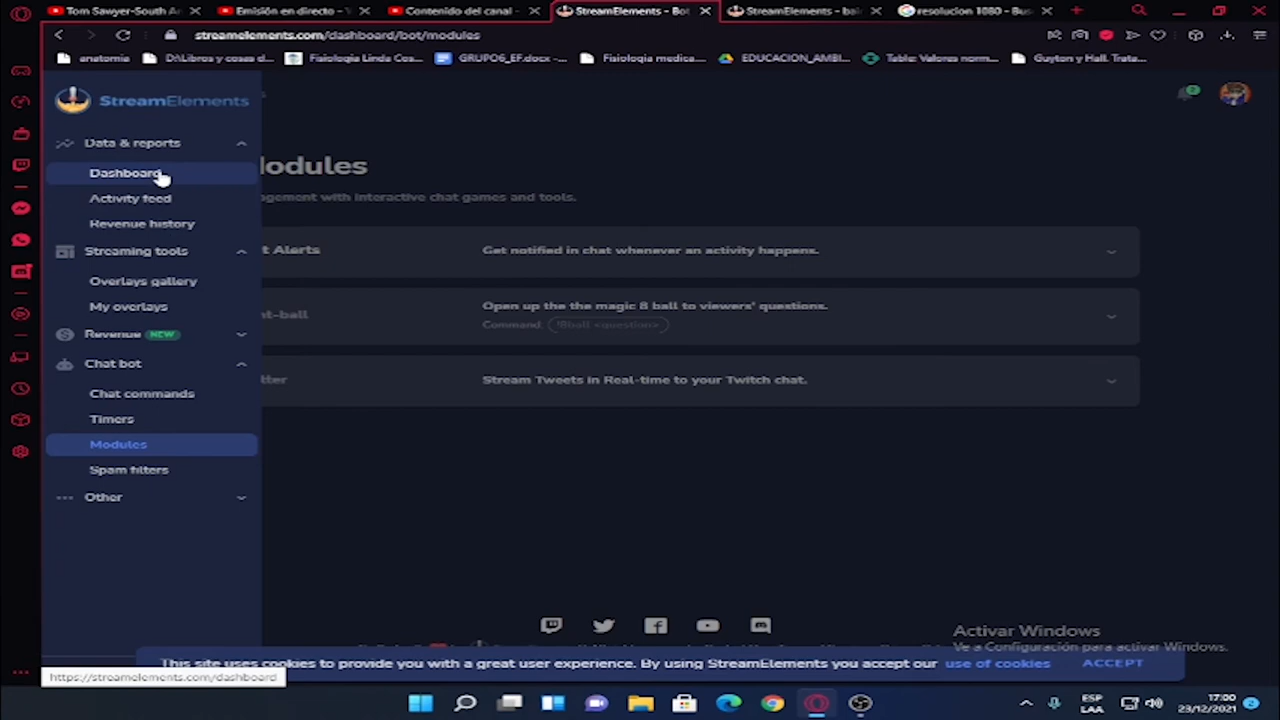 Tom Sawyer-South A
Emisión en directo -
Contenido del canal -
StreamElements - Bot
StreamElements -
resolucion 1080 - Bus
streamelements.com/dashboard/bot/modules
anatomia
D:\Libros y cosas d...
Fisiologia Linda Cos...
GRUPO6_EF.docx -...
Fisiologia medica...
EDUCACION_AMBI...
Tabla: Valores norm...
Guyton y Hall. Trata...
StreamElements
Data & reports
Dashboard
Activity feed
Revenue history
Streaming tools
Overlays gallery
My overlays
Revenue NEW
Chat bot
Chat commands
Timers
Modules
Spam filters
Other
odules
gement with interactive chat games and tools.
t Alerts
Get notified in chat whenever an activity happens.
t-ball
Open up the the magic 8 ball to viewers' questions.
Command: !8ball <question>
tter
Stream Tweets in Real-time to your Twitch chat.
Activar Windows
Ve a Configuración para activar Windows.
This site uses cookies to provide you with a great user experience. By using StreamElements you accept our use of cookies
ACCEPT
https://streamelements.com/dashboard
ESP
LAA
17:00
23/12/2021